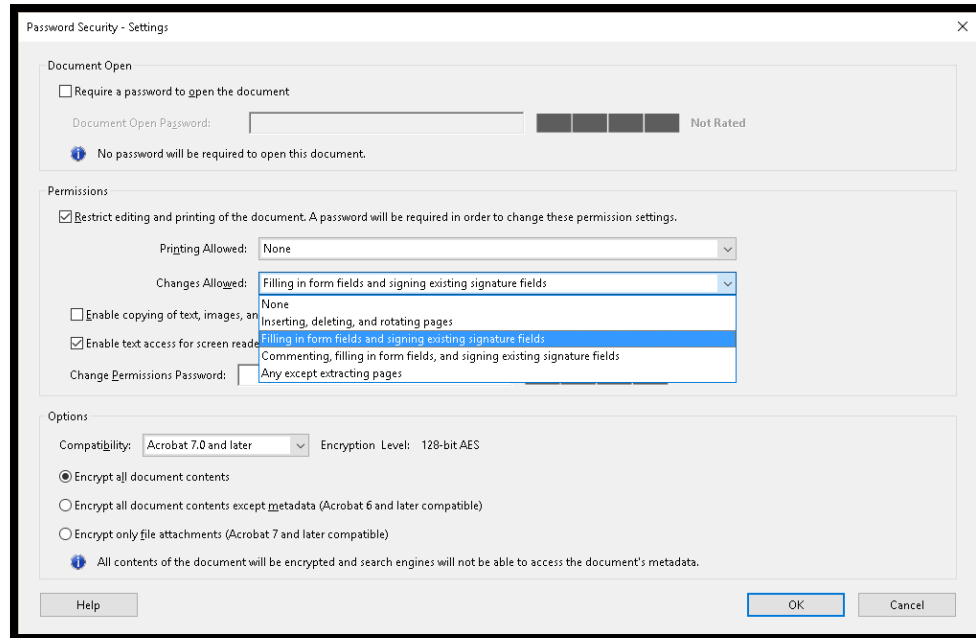 Password Security - Settings
Document Open
Require a password to open the document
Document Open Password:
Not Rated
No password will be required to open this document.
Permissions
Restrict editing and printing of the document. A password will be required in order to change these permission settings.
Printing Allowed: None
Changes Allowed: Filling in form fields and signing existing signature fields
None
Enable copying of text, images, an
Inserting, deleting, and rotating pages
Filling in form fields and signing existing signature fields
Enable text access for screen reade
Commenting, filling in form fields, and signing existing signature fields
Change Permissions Password:
Any except extracting pages
Options
Compatibility: Acrobat 7.0 and later Encryption Level: 128-bit AES
Encrypt all document contents
Encrypt all document contents except metadata (Acrobat 6 and later compatible)
Encrypt only file attachments (Acrobat 7 and later compatible)
All contents of the document will be encrypted and search engines will not be able to access the document's metadata.
Help OK Cancel